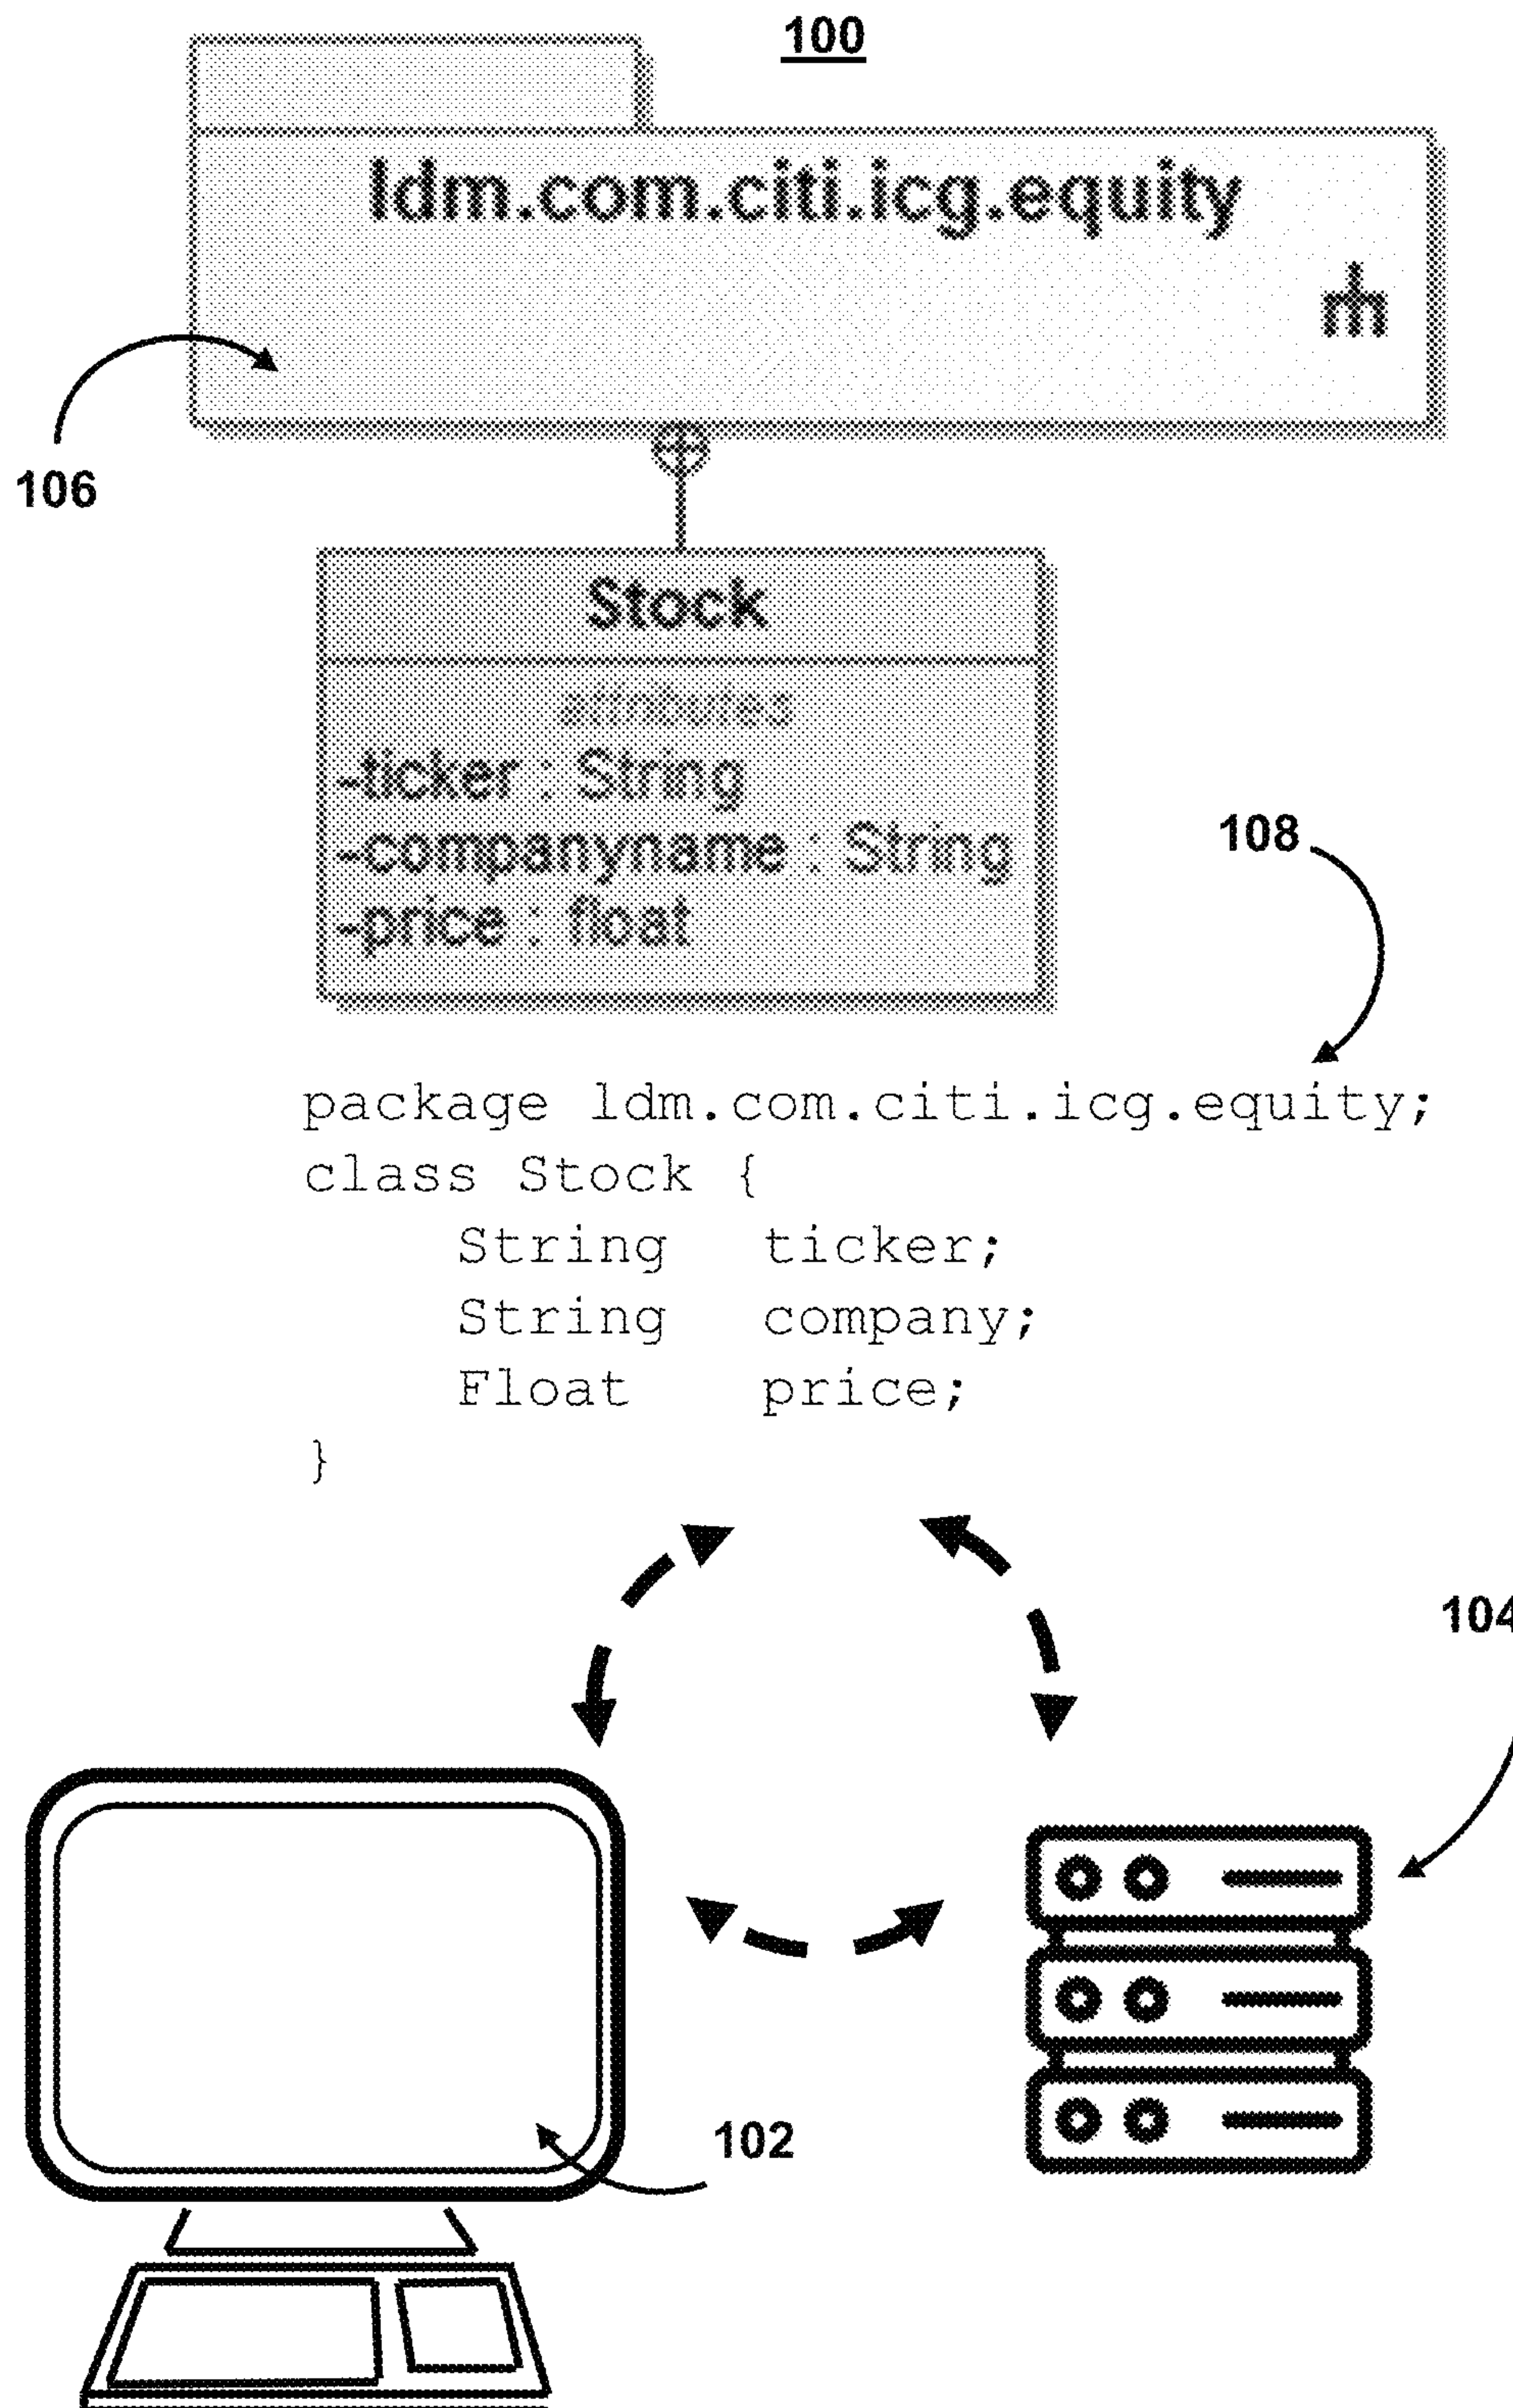 100
ldm.com.citi.icg.equity
106
Stock
attributes
-ticker : String
-companyname : String
-price : float
108
package ldm.com.citi.icg.equity;
class Stock {
String ticker;
String company;
Float price;
}
104
102